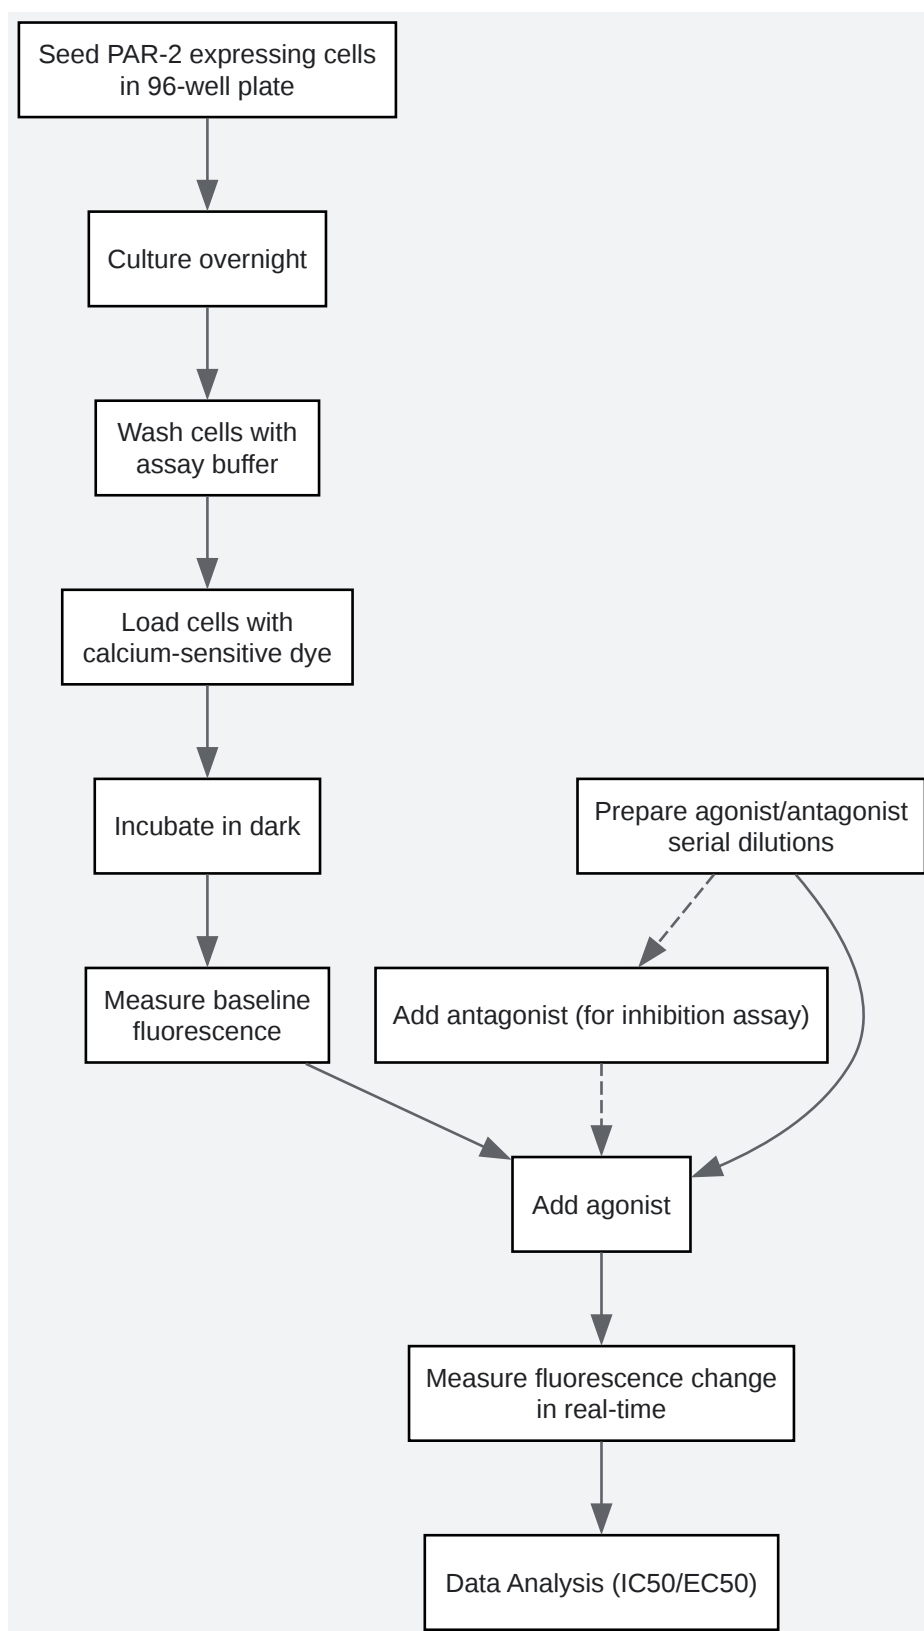 Seed PAR-2 expressing cells
in 96-well plate
Culture overnight
Wash cells with
assay buffer
Load cells with
calcium-sensitive dye
Incubate in dark
Prepare agonist/antagonist
serial dilutions
Measure baseline
fluorescence
Add antagonist (for inhibition assay)
Add agonist
Measure fluorescence change
in real-time
Data Analysis (IC50/EC50)